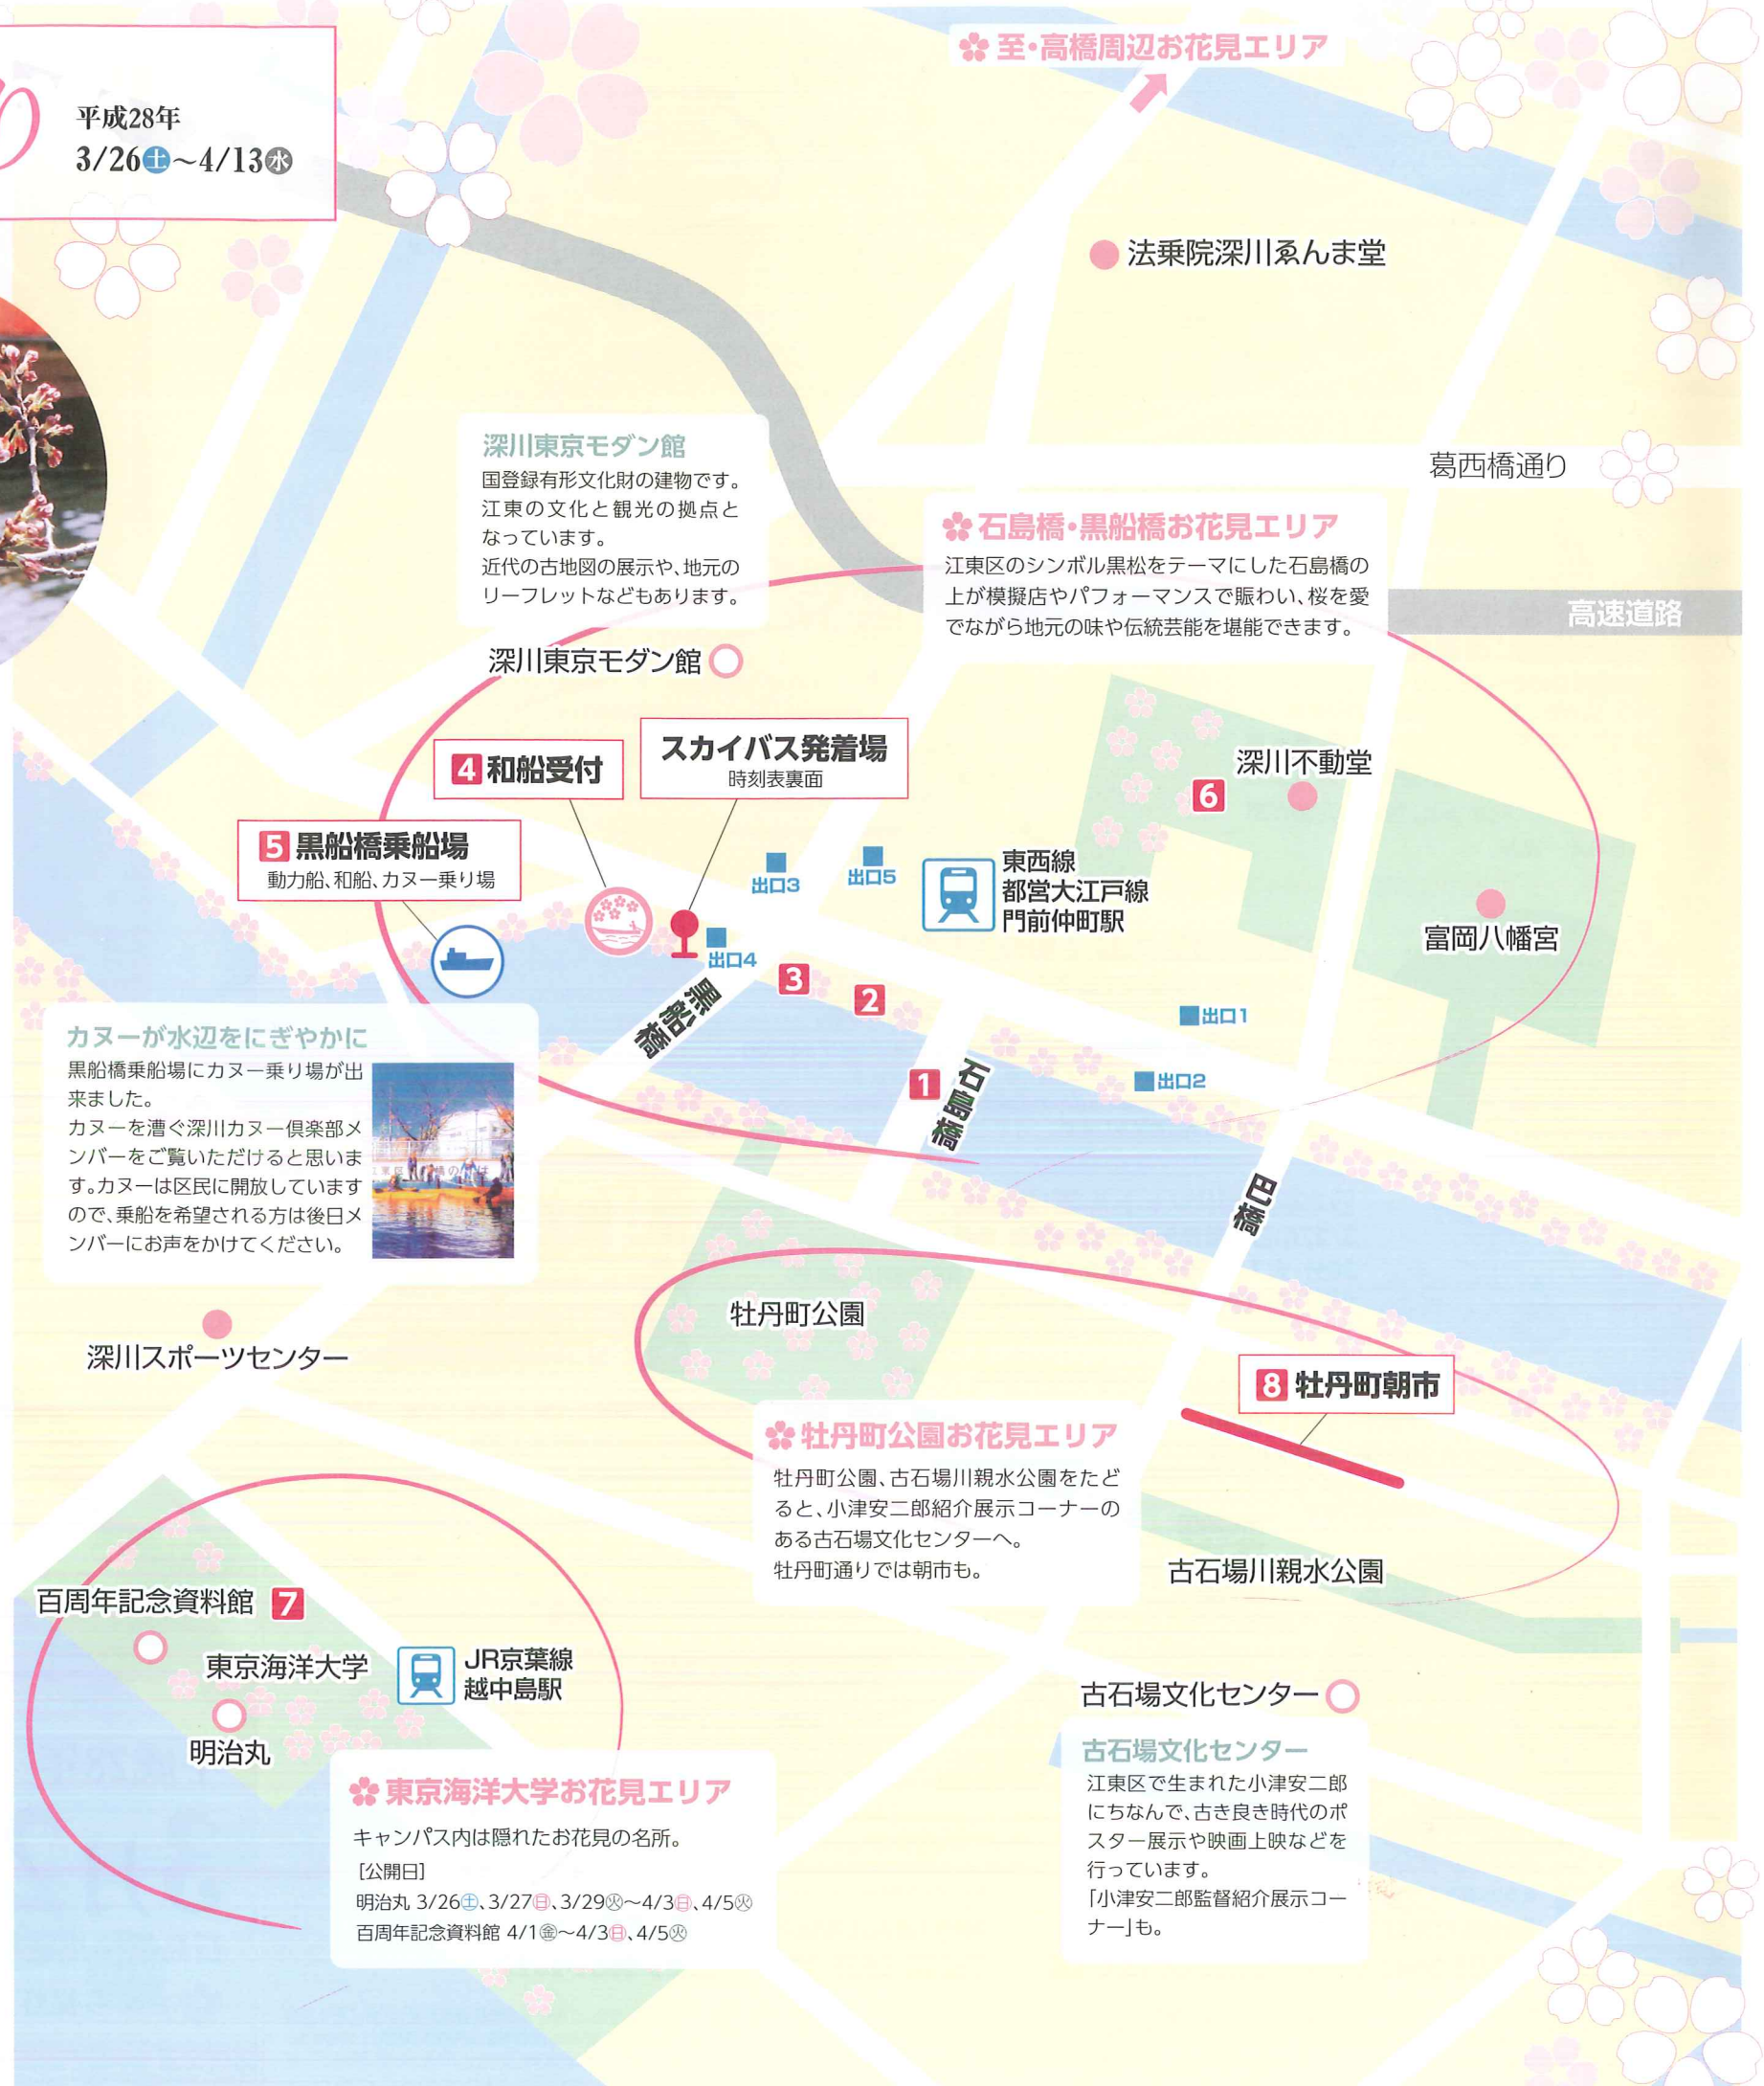 り
平成28年
3/26土～4/13水
至・高橋周辺お花見エリア
法乗院深川ゑんま堂
葛西橋通り
高速道路
深川東京モダン館
国登録有形文化財の建物です。
江東の文化と観光の拠点と
なっています。
近代の古地図の展示や、地元の
リーフレットなどもあります。
深川東京モダン館
石島橋・黒船橋お花見エリア
江東区のシンボル黒松をテーマにした石島橋の
上が模擬店やパフォーマンスで賑わい、桜を愛
でながら地元の味や伝統芸能を堪能できます。
4 和船受付
スカイバス発着場
時刻表裏面
5 黒船橋乗船場
動力船、和船、カヌー乗り場
深川不動堂
6
富岡八幡宮
出口3
出口5
東西線
都営大江戸線
門前仲町駅
出口4
3
2
黒船橋
出口1
出口2
1
石島橋
巴橋
カヌーが水辺をにぎやかに
黒船橋乗船場にカヌー乗り場が出
来ました。
カヌーを漕ぐ深川カヌー倶楽部メ
ンバーをご覧いただけると思いま
す。カヌーは区民に開放しています
ので、乗船を希望される方は後日メ
ンバーにお声をかけてください。
深川スポーツセンター
牡丹町公園
8 牡丹町朝市
牡丹町公園お花見エリア
牡丹町公園、古石場川親水公園をたど
ると、小津安二郎紹介展示コーナーの
ある古石場文化センターへ。
牡丹町通りでは朝市も。
古石場川親水公園
百周年記念資料館 7
東京海洋大学
明治丸
JR京葉線
越中島駅
東京海洋大学お花見エリア
キャンパス内は隠れたお花見の名所。
[公開日]
明治丸 3/26土、3/27日、3/29火～4/3日、4/5火
百周年記念資料館 4/1金～4/3日、4/5火
古石場文化センター
古石場文化センター
江東区で生まれた小津安二郎
にちなんで、古き良き時代のポ
スター展示や映画上映などを
行っています。
「小津安二郎監督紹介展示コー
ナー」も。